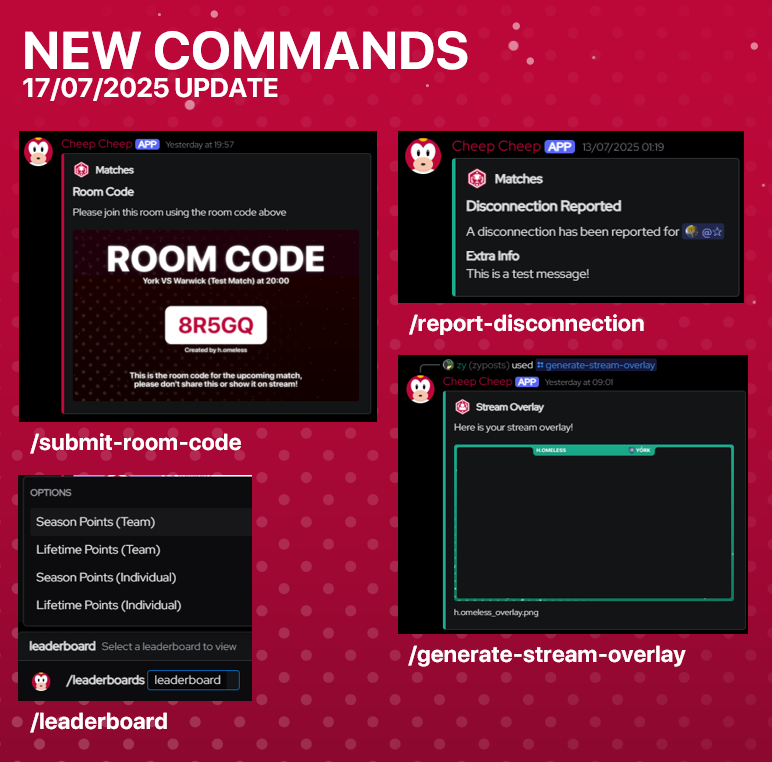 NEW COMMANDS
17/07/2025 UPDATE
Cheep Cheep APP Yesterday at 19:57
Matches
Room Code
Please join this room using the room code above
ROOM CODE
York VS Warwick (Test Match) at 20:00
8R5GQ
Created by h.omeless
This is the room code for the upcoming match,
please don't share this or show it on stream!
/submit-room-code
OPTIONS
Season Points (Team)
Lifetime Points (Team)
Season Points (Individual)
Lifetime Points (Individual)
leaderboard Select a leaderboard to view
/leaderboards leaderboard
/leaderboard
Cheep Cheep APP 13/07/2025 01:19
Matches
Disconnection Reported
A disconnection has been reported for @☆
Extra Info
This is a test message!
/report-disconnection
zy (zyposts) used generate-stream-overlay
Cheep Cheep APP Yesterday at 09:01
Stream Overlay
Here is your stream overlay!
H.OMELESS YORK
h.omeless_overlay.png
/generate-stream-overlay